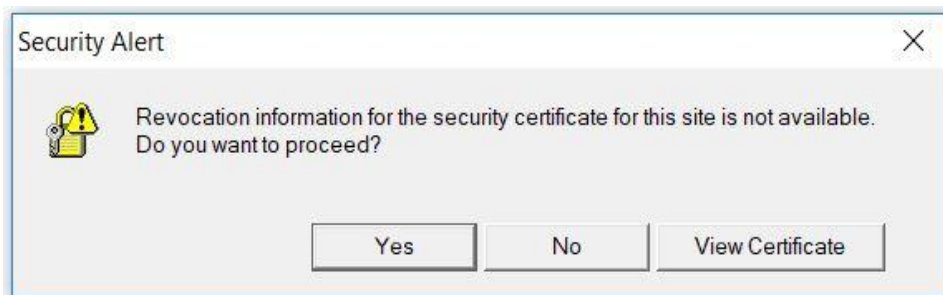 Security Alert
Revocation information for the security certificate for this site is not available.
Do you want to proceed?
Yes No View Certificate